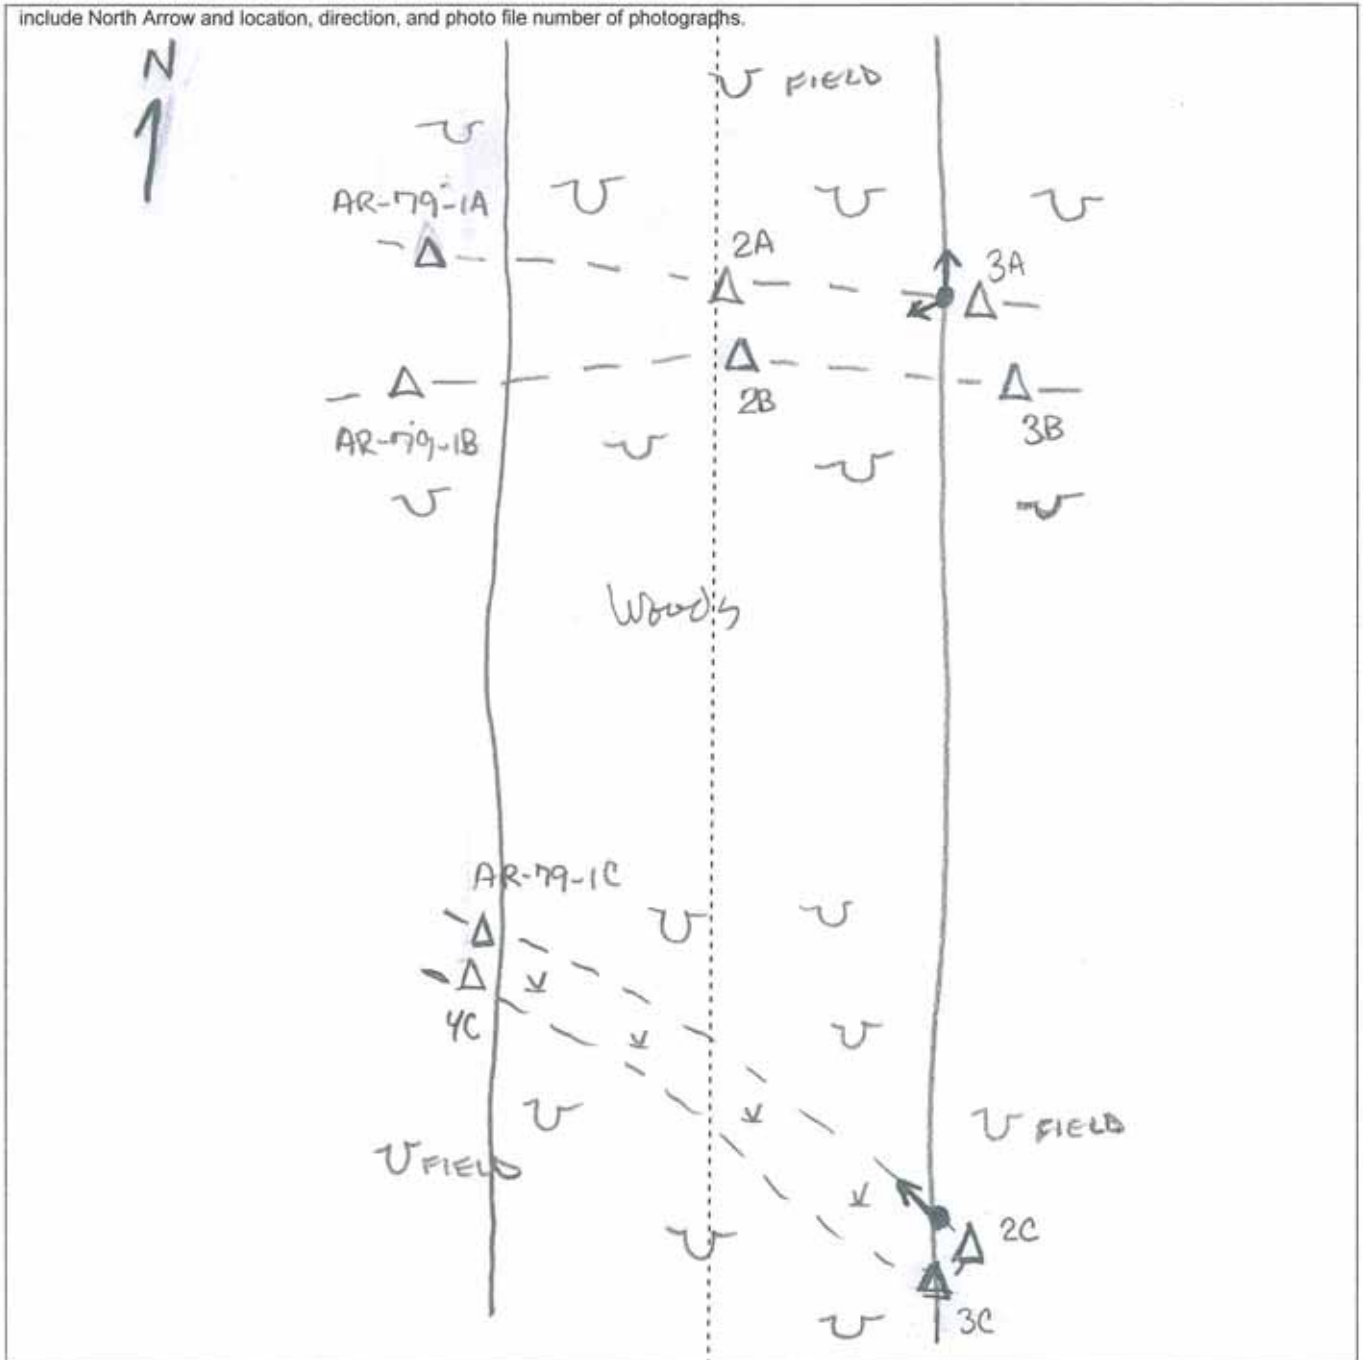 include North Arrow and location, direction, and photo file number of photographs.
N
FIELD
AR-79-1A
2A
3A
2B
AR-79-1B
3B
Woods
AR-79-1C
4C
FIELD
FIELD
2C
3C